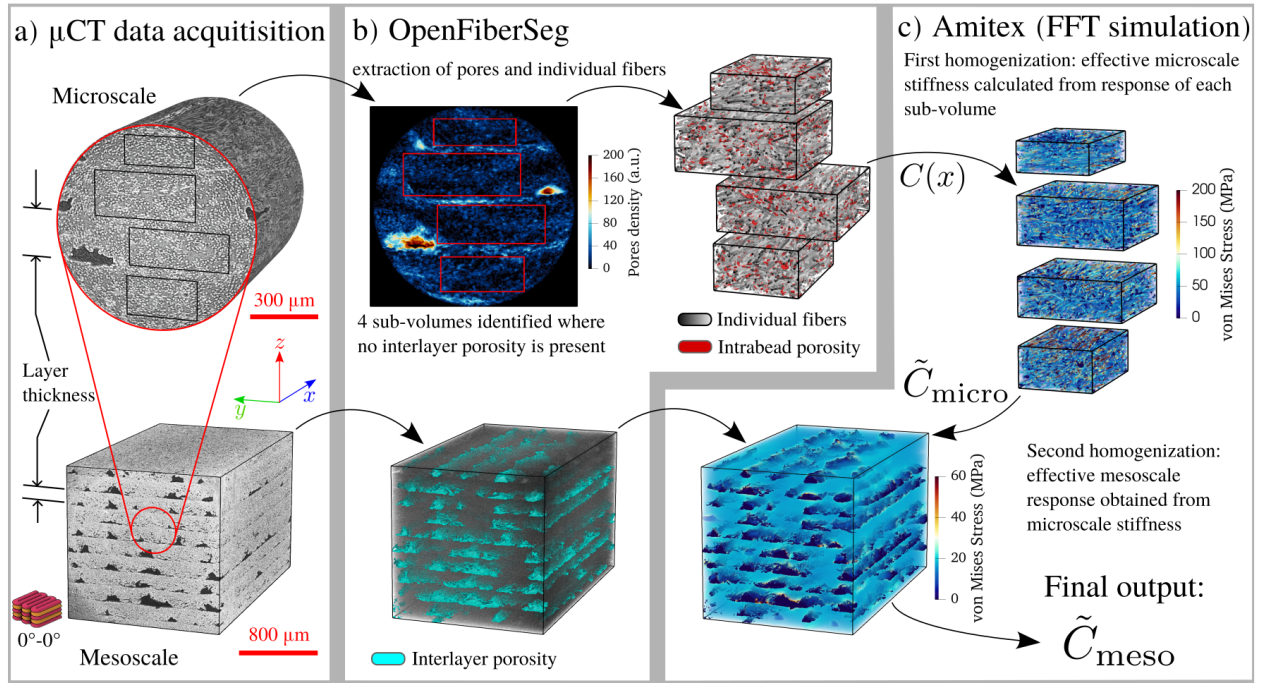 a) μCT data acquitisition
Microscale
300 μm
Layer
thickness
z
x
y
0°-0°
800 μm
Mesoscale
b) OpenFiberSeg
extraction of pores and individual fibers
200
160
120
80
40
0
Pores density (a.u.)
4 sub-volumes identified where
no interlayer porosity is present
Individual fibers
Intrabead porosity
Interlayer porosity
c) Amitex (FFT simulation)
First homogenization: effective microscale
stiffness calculated from response of each
sub-volume
C(x)
200
150
100
50
0
von Mises Stress (MPa)
C̃micro
60
40
20
0
von Mises Stress (MPa)
Second homogenization:
effective mesoscale
response obtained from
microscale stiffness
Final output:
C̃meso